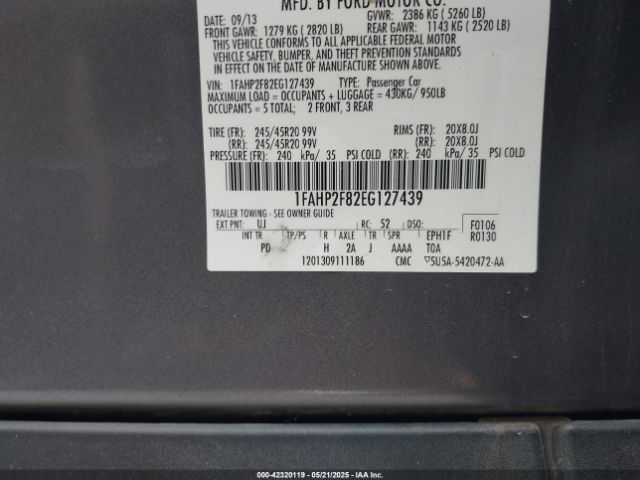 MFD. BY FORD MOTOR CO.
DATE: 09/13 GVWR: 2386 KG ( 5260 LB)
FRONT GAWR: 1279 KG ( 2820 LB) REAR GAWR: 1143 KG ( 2520 LB)
THIS VEHICLE CONFORMS TO ALL APPLICABLE FEDERAL MOTOR
VEHICLE SAFETY, BUMPER, AND THEFT PREVENTION STANDARDS
IN EFFECT ON THE DATE OF MANUFACTURE SHOWN ABOVE.
VIN: 1FAHP2F82EG127439 TYPE: Passenger Car
MAXIMUM LOAD = OCCUPANTS + LUGGAGE = 430KG/ 950LB
OCCUPANTS = 5 TOTAL; 2 FRONT, 3 REAR
TIRE (FR): 245/45R20 99V RIMS (FR): 20X8.0J
(RR): 245/45R20 99V (RR): 20X8.0J
PRESSURE (FR): 240 kPa/ 35 PSI COLD (RR): 240 kPa/ 35 PSI COLD
1FAHP2F82EG127439
TRAILER TOWING - SEE OWNER GUIDE
EXT PNT: UJ RC: 52 DSO: F0106
INT TR TP/PS R AXLE TR SPR EPH1F R0130
PD H 2A J AAAA TOA
1201309111186 CMC ▽5U5A-5420472-AA
000-42320119 - 05/21/2025 - IAA Inc.